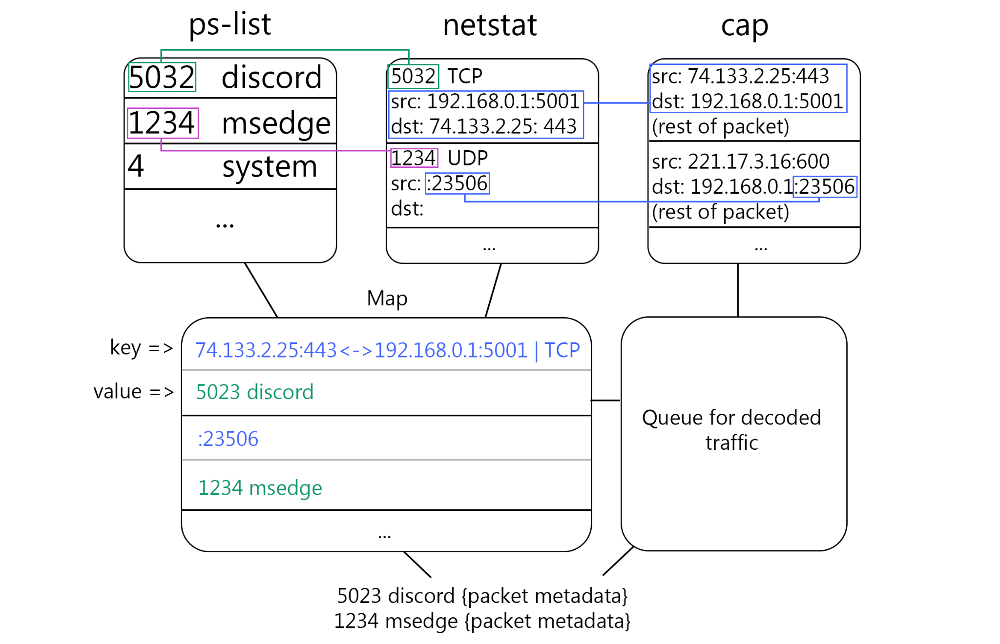 ps-list
netstat
cap
5032 discord
1234 msedge
4 system
...
5032 TCP
src: 192.168.0.1:5001
dst: 74.133.2.25: 443
1234 UDP
src: :23506
dst:
...
src: 74.133.2.25:443
dst: 192.168.0.1:5001
(rest of packet)
src: 221.17.3.16:600
dst: 192.168.0.1:23506
(rest of packet)
...
Map
key =>
74.133.2.25:443<->192.168.0.1:5001 | TCP
value =>
5023 discord
:23506
1234 msedge
...
Queue for decoded
traffic
5023 discord {packet metadata}
1234 msedge {packet metadata}